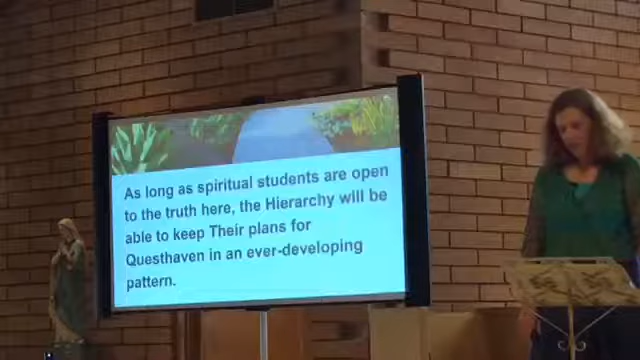 As long as spiritual students are open
to the truth here, the Hierarchy will be
able to keep Their plans for
Questhaven in an ever-developing
pattern.